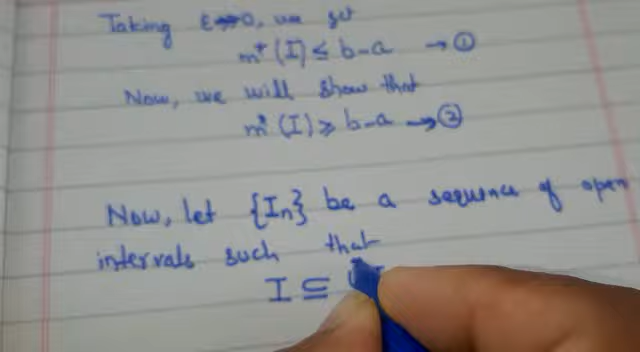 Taking ε→0, we get
m*(I) ≤ b-a → ①
Now, we will show that
m*(I) ≥ b-a → ②
Now, let {Iₙ} be a sequence of open
intervals such that
I ⊆